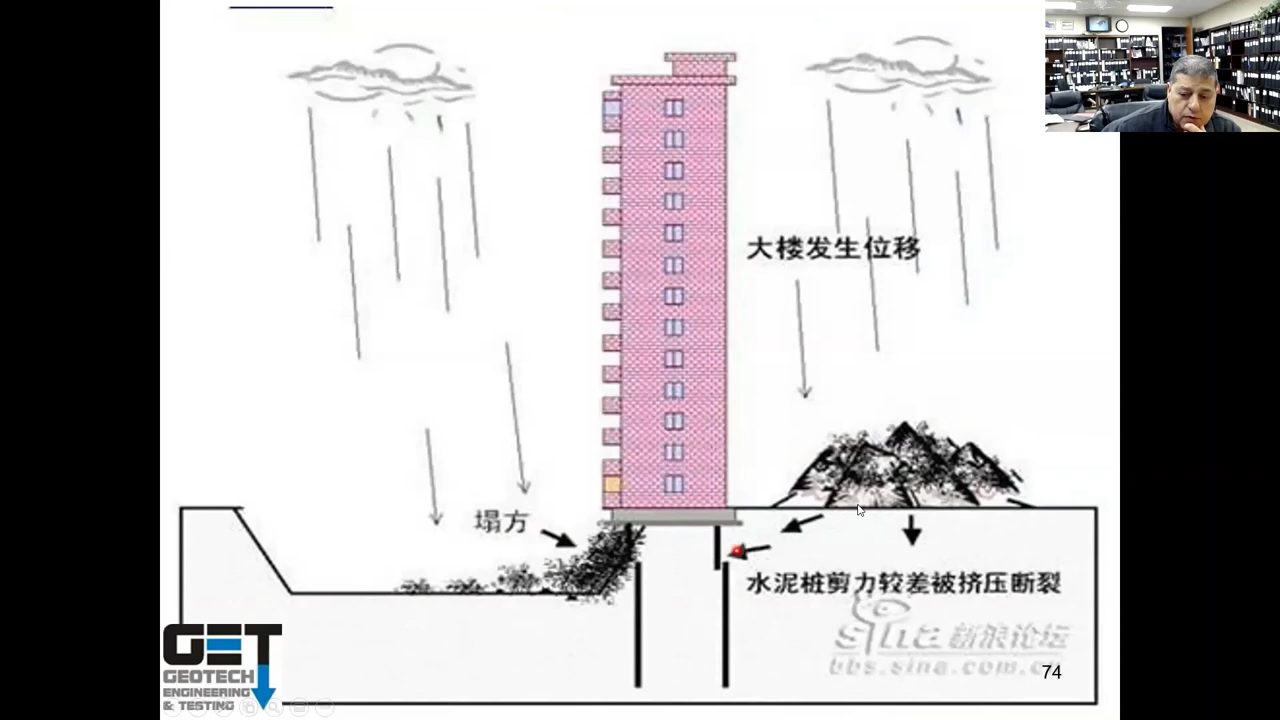 大楼发生位移
塌方
水泥桩剪力较差被挤压断裂
sina 新浪论坛
bbs.sina.com.c
74
GET
GEOTECH
ENGINEERING
& TESTING